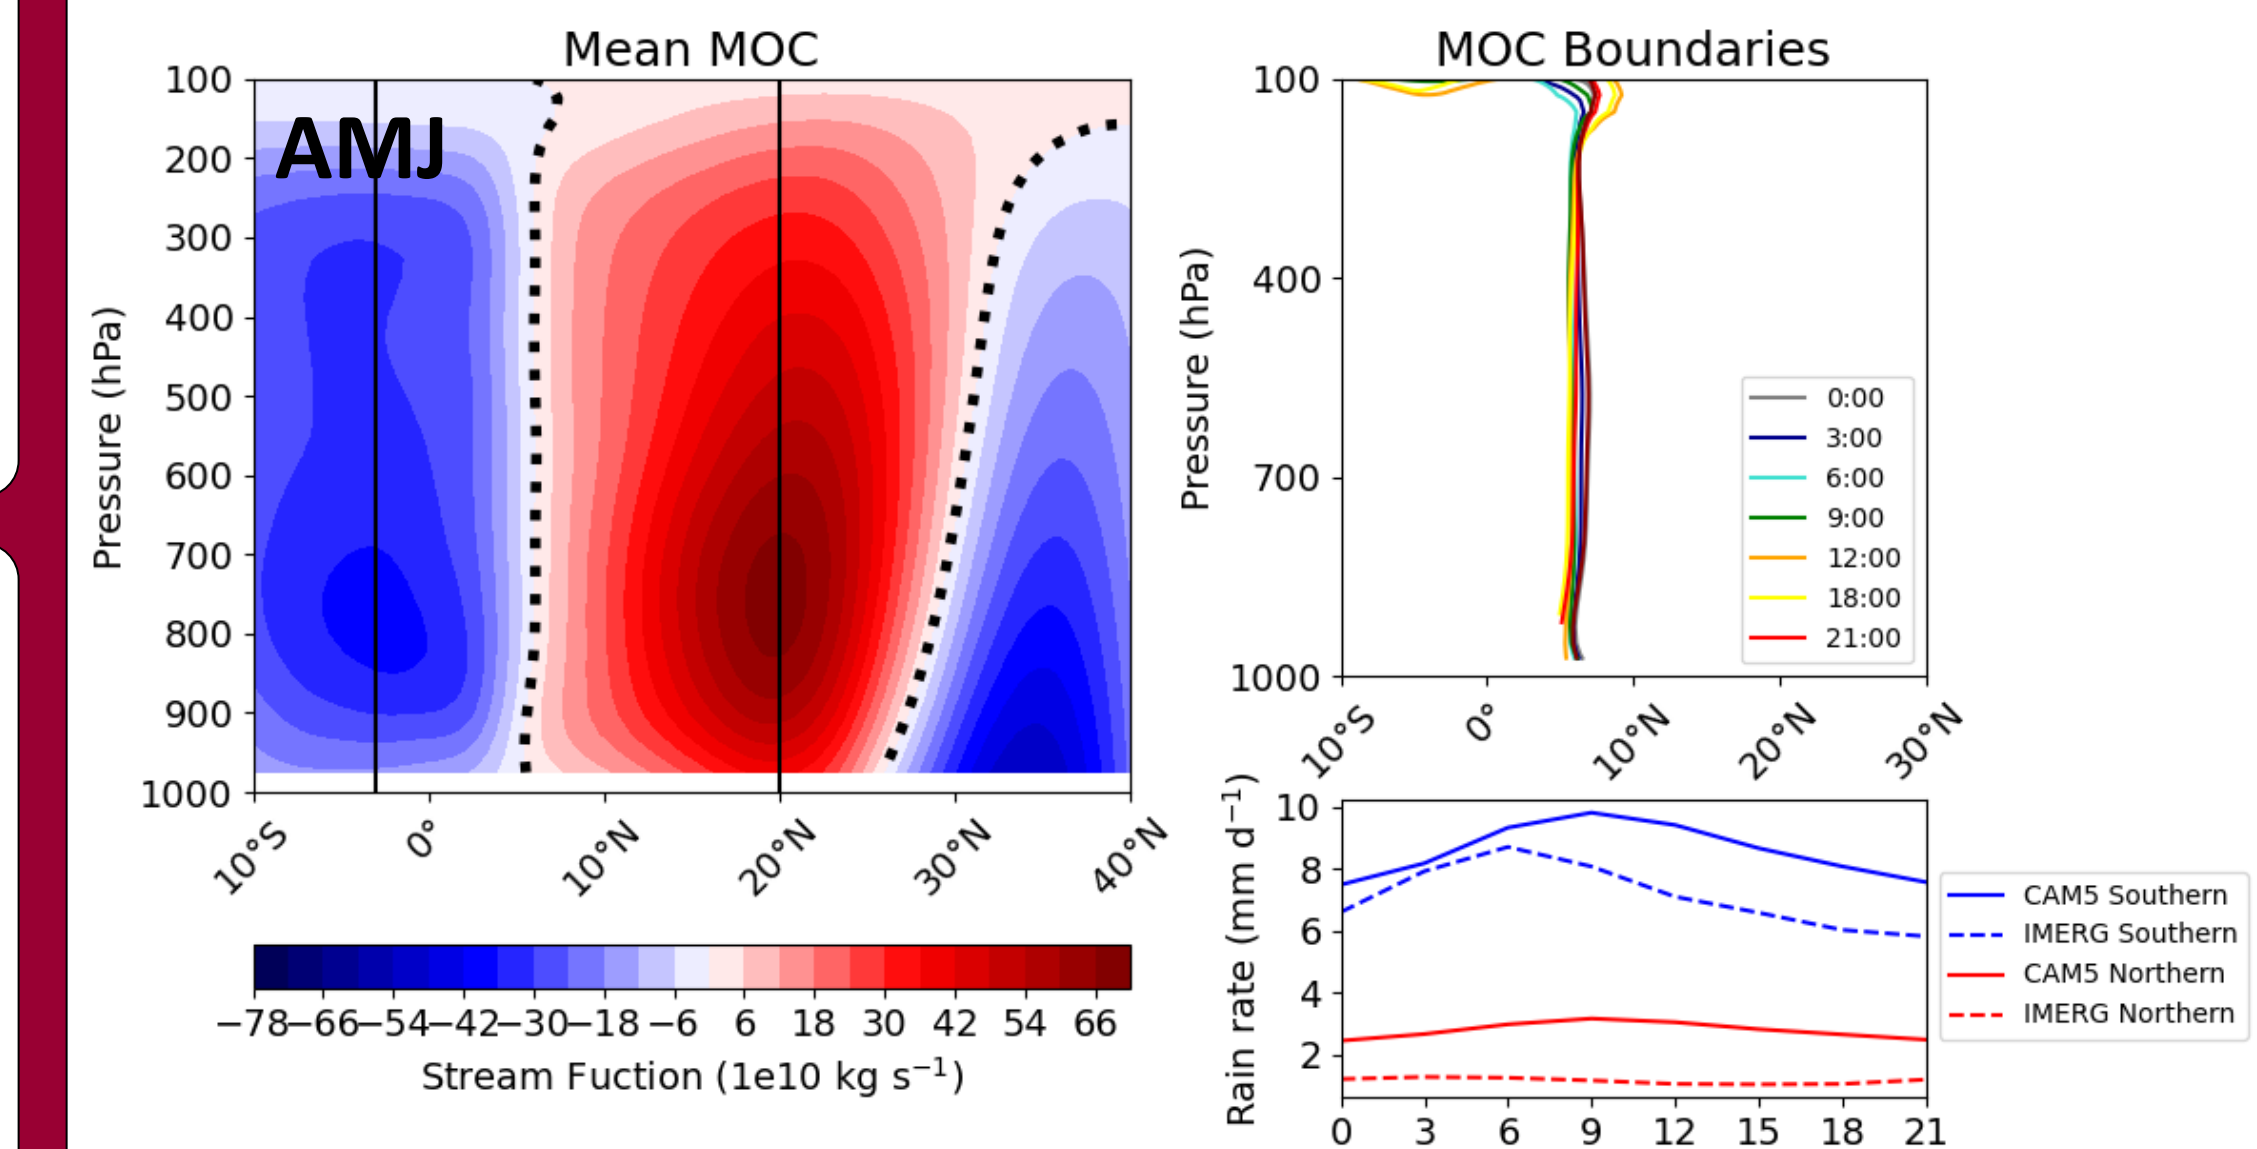 Mean MOC
AMJ
100
200
300
400
500
600
700
800
900
1000
Pressure (hPa)
10°S
0°
10°N
20°N
30°N
40°N
−78
−66
−54
−42
−30
−18
−6
6
18
30
42
54
66
Stream Fuction (1e10 kg s⁻¹)
MOC Boundaries
100
400
700
1000
Pressure (hPa)
0:00
3:00
6:00
9:00
12:00
18:00
21:00
10°S
0°
10°N
20°N
30°N
10
8
6
4
2
Rain rate (mm d⁻¹)
0
3
6
9
12
15
18
21
CAM5 Southern
IMERG Southern
CAM5 Northern
IMERG Northern